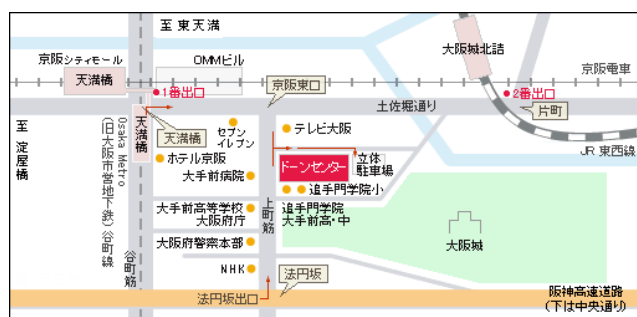 至 東天満
京阪シティモール
OMMビル
大阪城北詰
天満橋
京阪電車
1番出口
京阪東口
2番出口
土佐堀通り
片町
至 淀屋橋
天満橋
天満橋
セブン
イレブン
テレビ大阪
JR 東西線
Osaka Metro
(旧大阪市営地下鉄)谷町線
ホテル京阪
ドーンセンター
立体
駐車場
大手前病院
追手門学院小
大手前高等学校
大阪府庁
上町筋
追手門学院
大手前高・中
大阪城
大阪府警察本部
谷町筋
NHK
法円坂
法円坂出口
阪神高速道路
(下は中央通り)